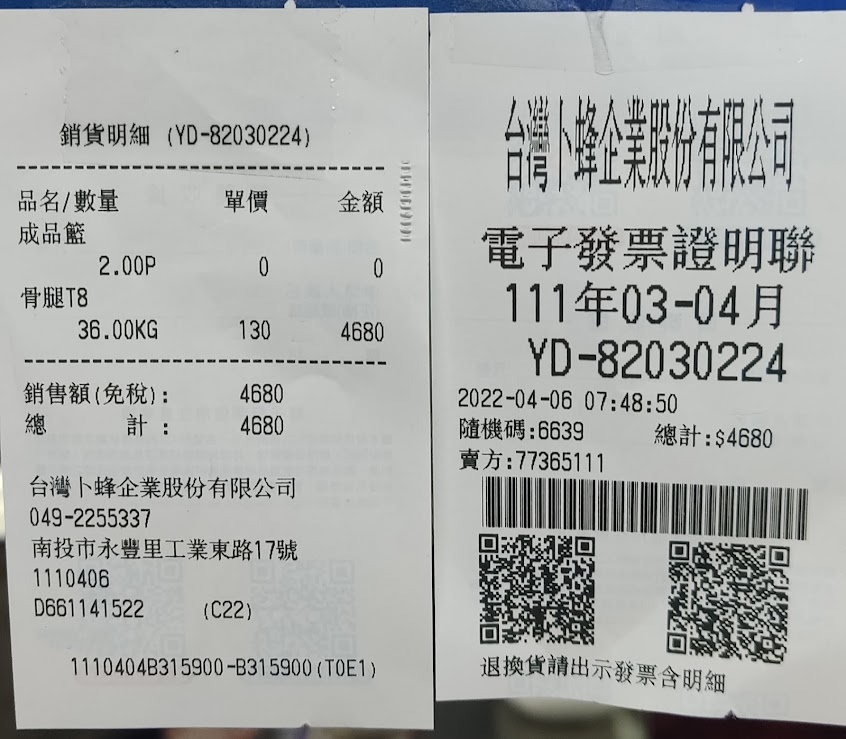 銷貨明細 (YD-82030224)
品名/數量 單價 金額
成品籃
2.00P 0 0
骨腿T8
36.00KG 130 4680
銷售額(免稅): 4680
總 計 : 4680
台灣卜蜂企業股份有限公司
049-2255337
南投市永豐里工業東路17號
1110406
D661141522 (C22)
1110404B315900-B315900(T0E1)
台灣卜蜂企業股份有限公司
電子發票證明聯
111年03-04月
YD-82030224
2022-04-06 07:48:50
隨機碼:6639 總計:$4680
賣方:77365111
退換貨請出示發票含明細